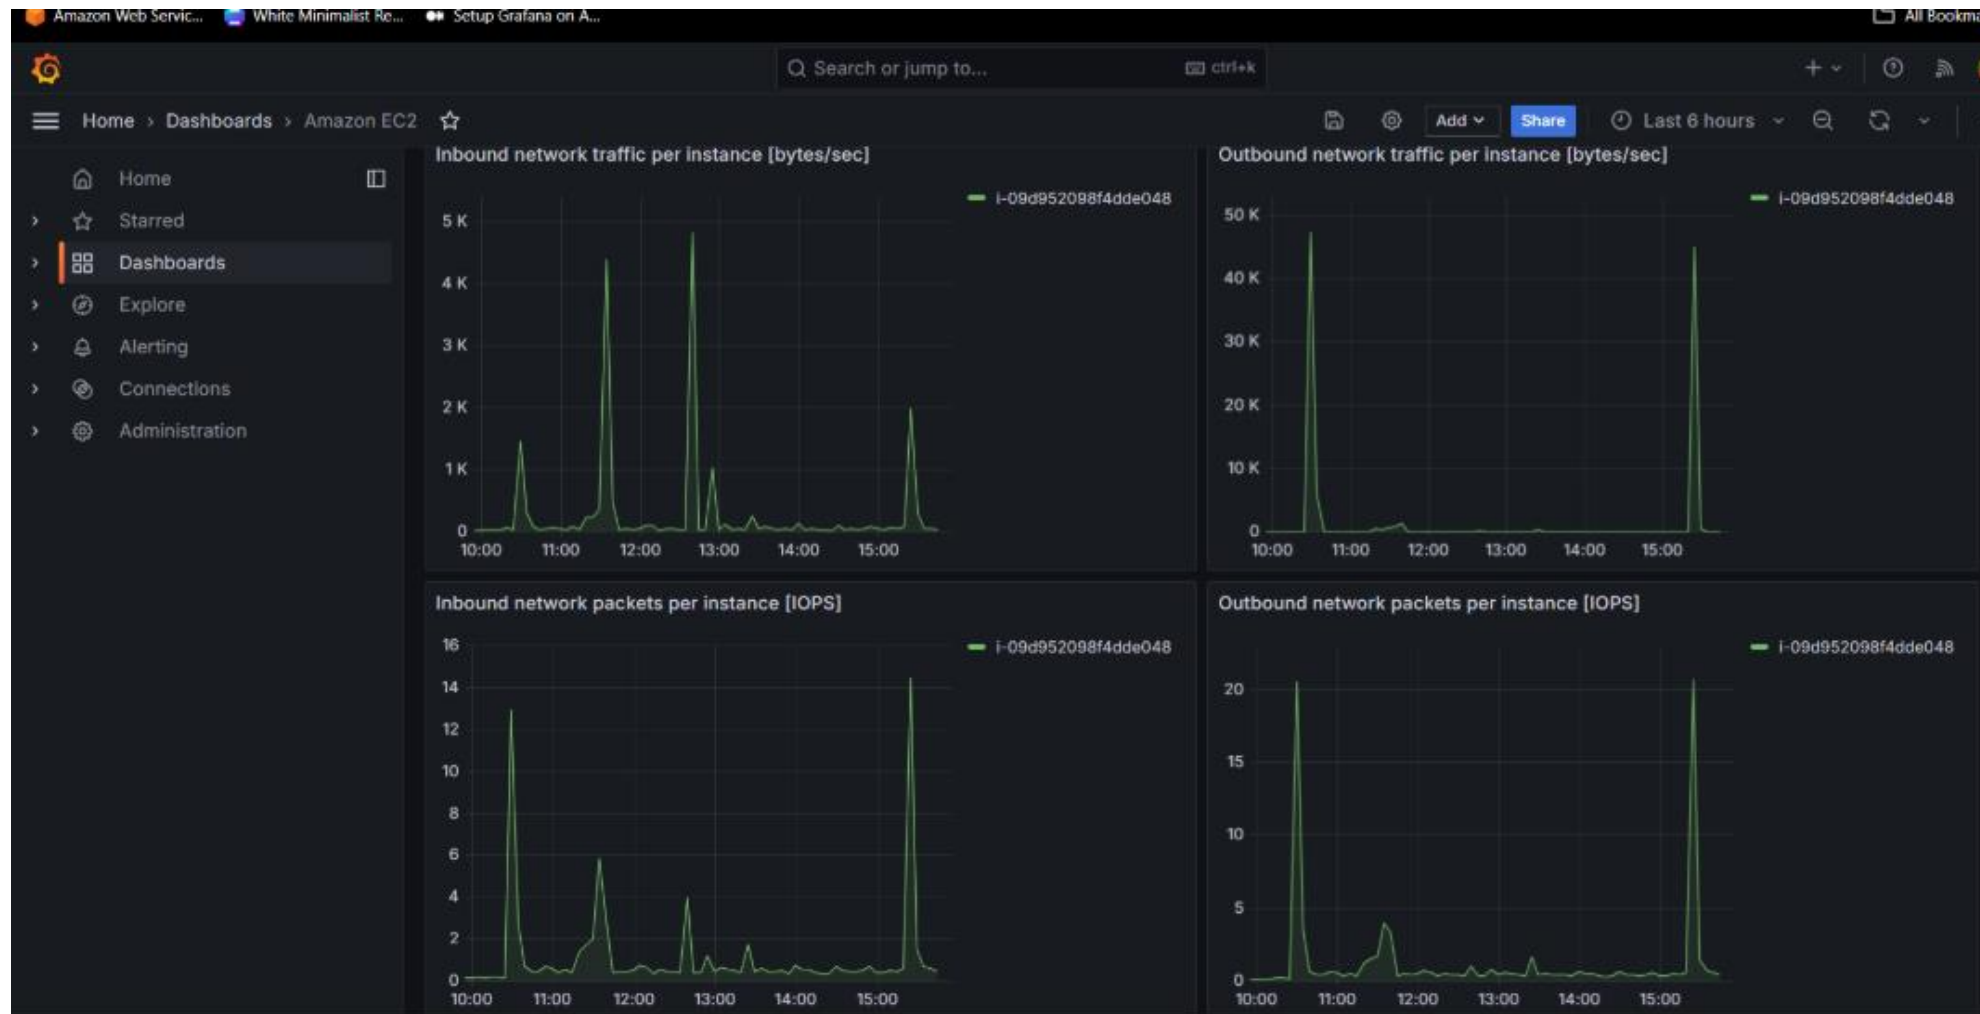 Amazon Web Servic... White Minimalist Re... Setup Grafana on A... All Bookma
Search or jump to... ctrl+k
Home › Dashboards › Amazon EC2 Add Share Last 6 hours
Home
Starred
Dashboards
Explore
Alerting
Connections
Administration
Inbound network traffic per instance [bytes/sec]
i-09d952098f4dde048
5 K
4 K
3 K
2 K
1 K
0
10:00 11:00 12:00 13:00 14:00 15:00
Outbound network traffic per instance [bytes/sec]
i-09d952098f4dde048
50 K
40 K
30 K
20 K
10 K
0
10:00 11:00 12:00 13:00 14:00 15:00
Inbound network packets per instance [IOPS]
i-09d952098f4dde048
16
14
12
10
8
6
4
2
0
10:00 11:00 12:00 13:00 14:00 15:00
Outbound network packets per instance [IOPS]
i-09d952098f4dde048
20
15
10
5
0
10:00 11:00 12:00 13:00 14:00 15:00